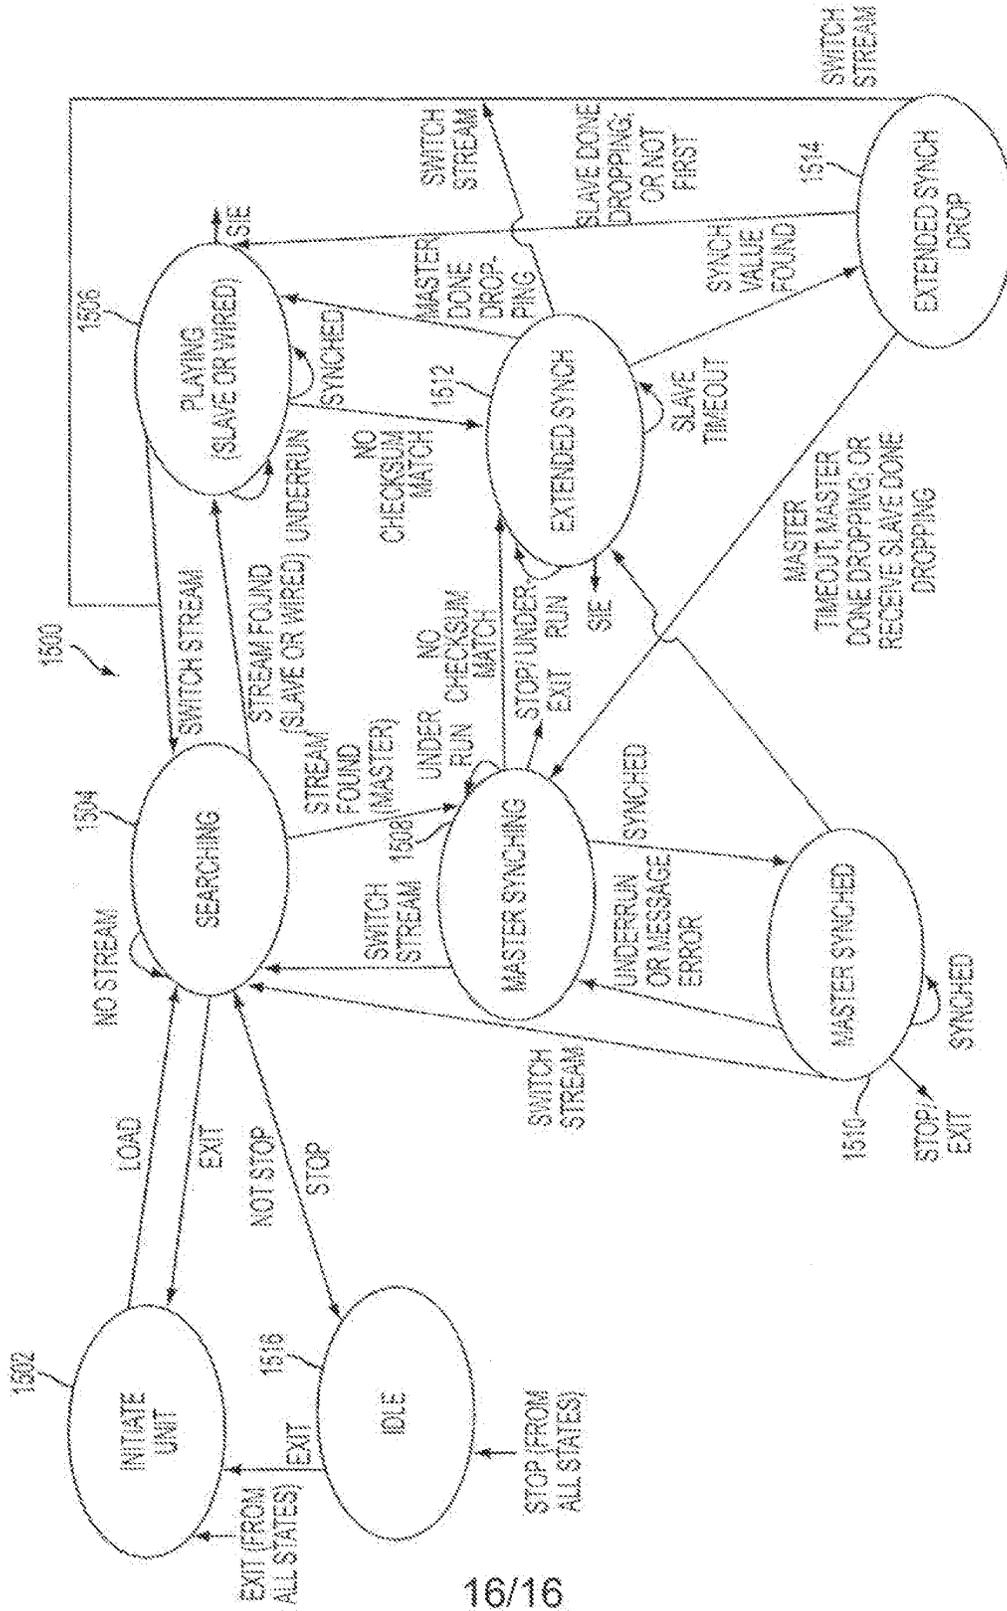 1500
1502
INITIATE
UNIT
EXIT (FROM
ALL STATES)
EXIT
1516
IDLE
STOP (FROM
ALL STATES)
LOAD
EXIT
NOT STOP
STOP
NO STREAM
1504
SEARCHING
SWITCH STREAM
STREAM FOUND
(SLAVE OR WIRED)
STREAM
FOUND
(MASTER)
1506
PLAYING
(SLAVE OR WIRED)
S\E
UNDERRUN
SYNCHED
SWITCH
STREAM
SWITCH
STREAM
1508
MASTER SYNCHING
UNDER
RUN
NO
CHECKSUM
MATCH
STOP/
EXIT
UNDER-
RUN
NO
CHECKSUM
MATCH
1512
EXTENDED SYNCH
S\E
MASTER
DONE
DROP-
PING
SWITCH
STREAM
SLAVE
TIMEOUT
SYNCH
VALUE
FOUND
SLAVE DONE
DROPPING;
OR NOT
FIRST
SWITCH
STREAM
1514
EXTENDED SYNCH
DROP
MASTER
TIMEOUT, MASTER
DONE DROPPING; OR
RECEIVE SLAVE DONE
DROPPING
UNDERRUN
OR MESSAGE
ERROR
SYNCHED
1510
MASTER SYNCHED
STOP/
EXIT
SYNCHED
16/16